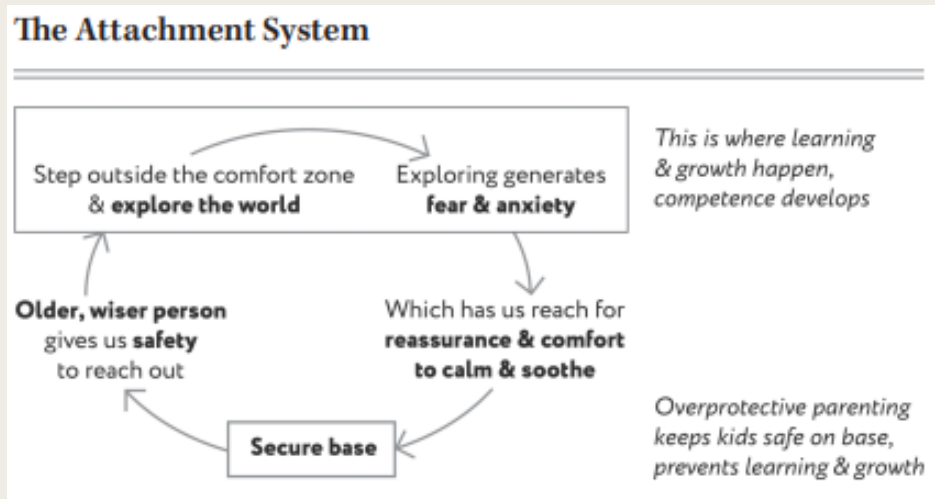 The Attachment System
Step outside the comfort zone
& explore the world
Exploring generates
fear & anxiety
This is where learning
& growth happen,
competence develops
Older, wiser person
gives us safety
to reach out
Which has us reach for
reassurance & comfort
to calm & soothe
Secure base
Overprotective parenting
keeps kids safe on base,
prevents learning & growth